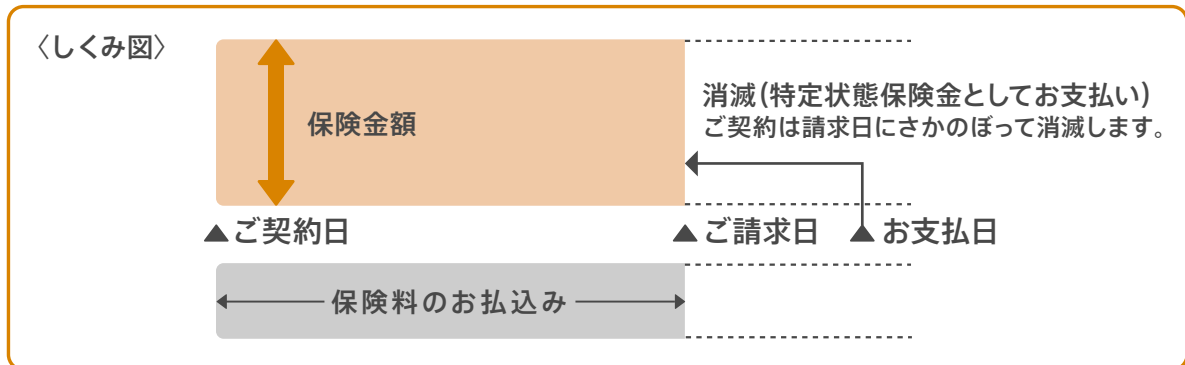 〈しくみ図〉
保険金額
消滅(特定状態保険金としてお支払い)
ご契約は請求日にさかのぼって消滅します。
▲ご契約日
▲ご請求日
▲お支払日
保険料のお払込み